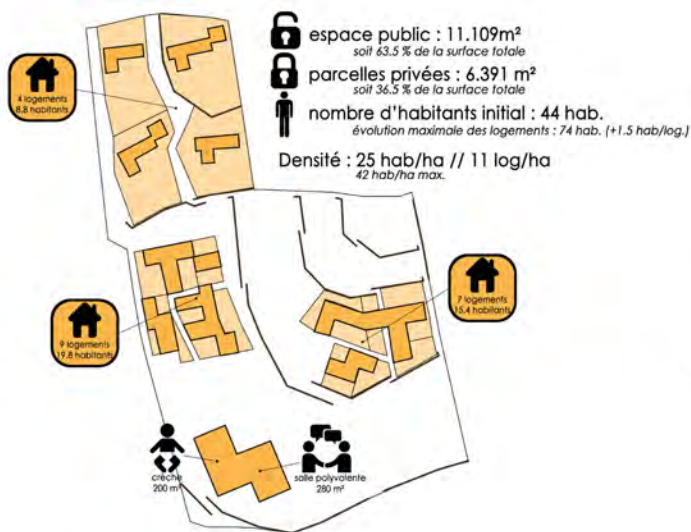 espace public : 11.109m²
soit 63.5 % de la surface totale
parcelles privées : 6.391 m²
soit 36.5 % de la surface totale
nombre d'habitants initial : 44 hab.
évolution maximale des logements : 74 hab. (+1.5 hab/log.)
Densité : 25 hab/ha // 11 log/ha
42 hab/ha max.
4 logements
8.8 habitants
7 logements
15.4 habitants
9 logements
19.8 habitants
crèche
200 m²
salle polyvalente
280 m²